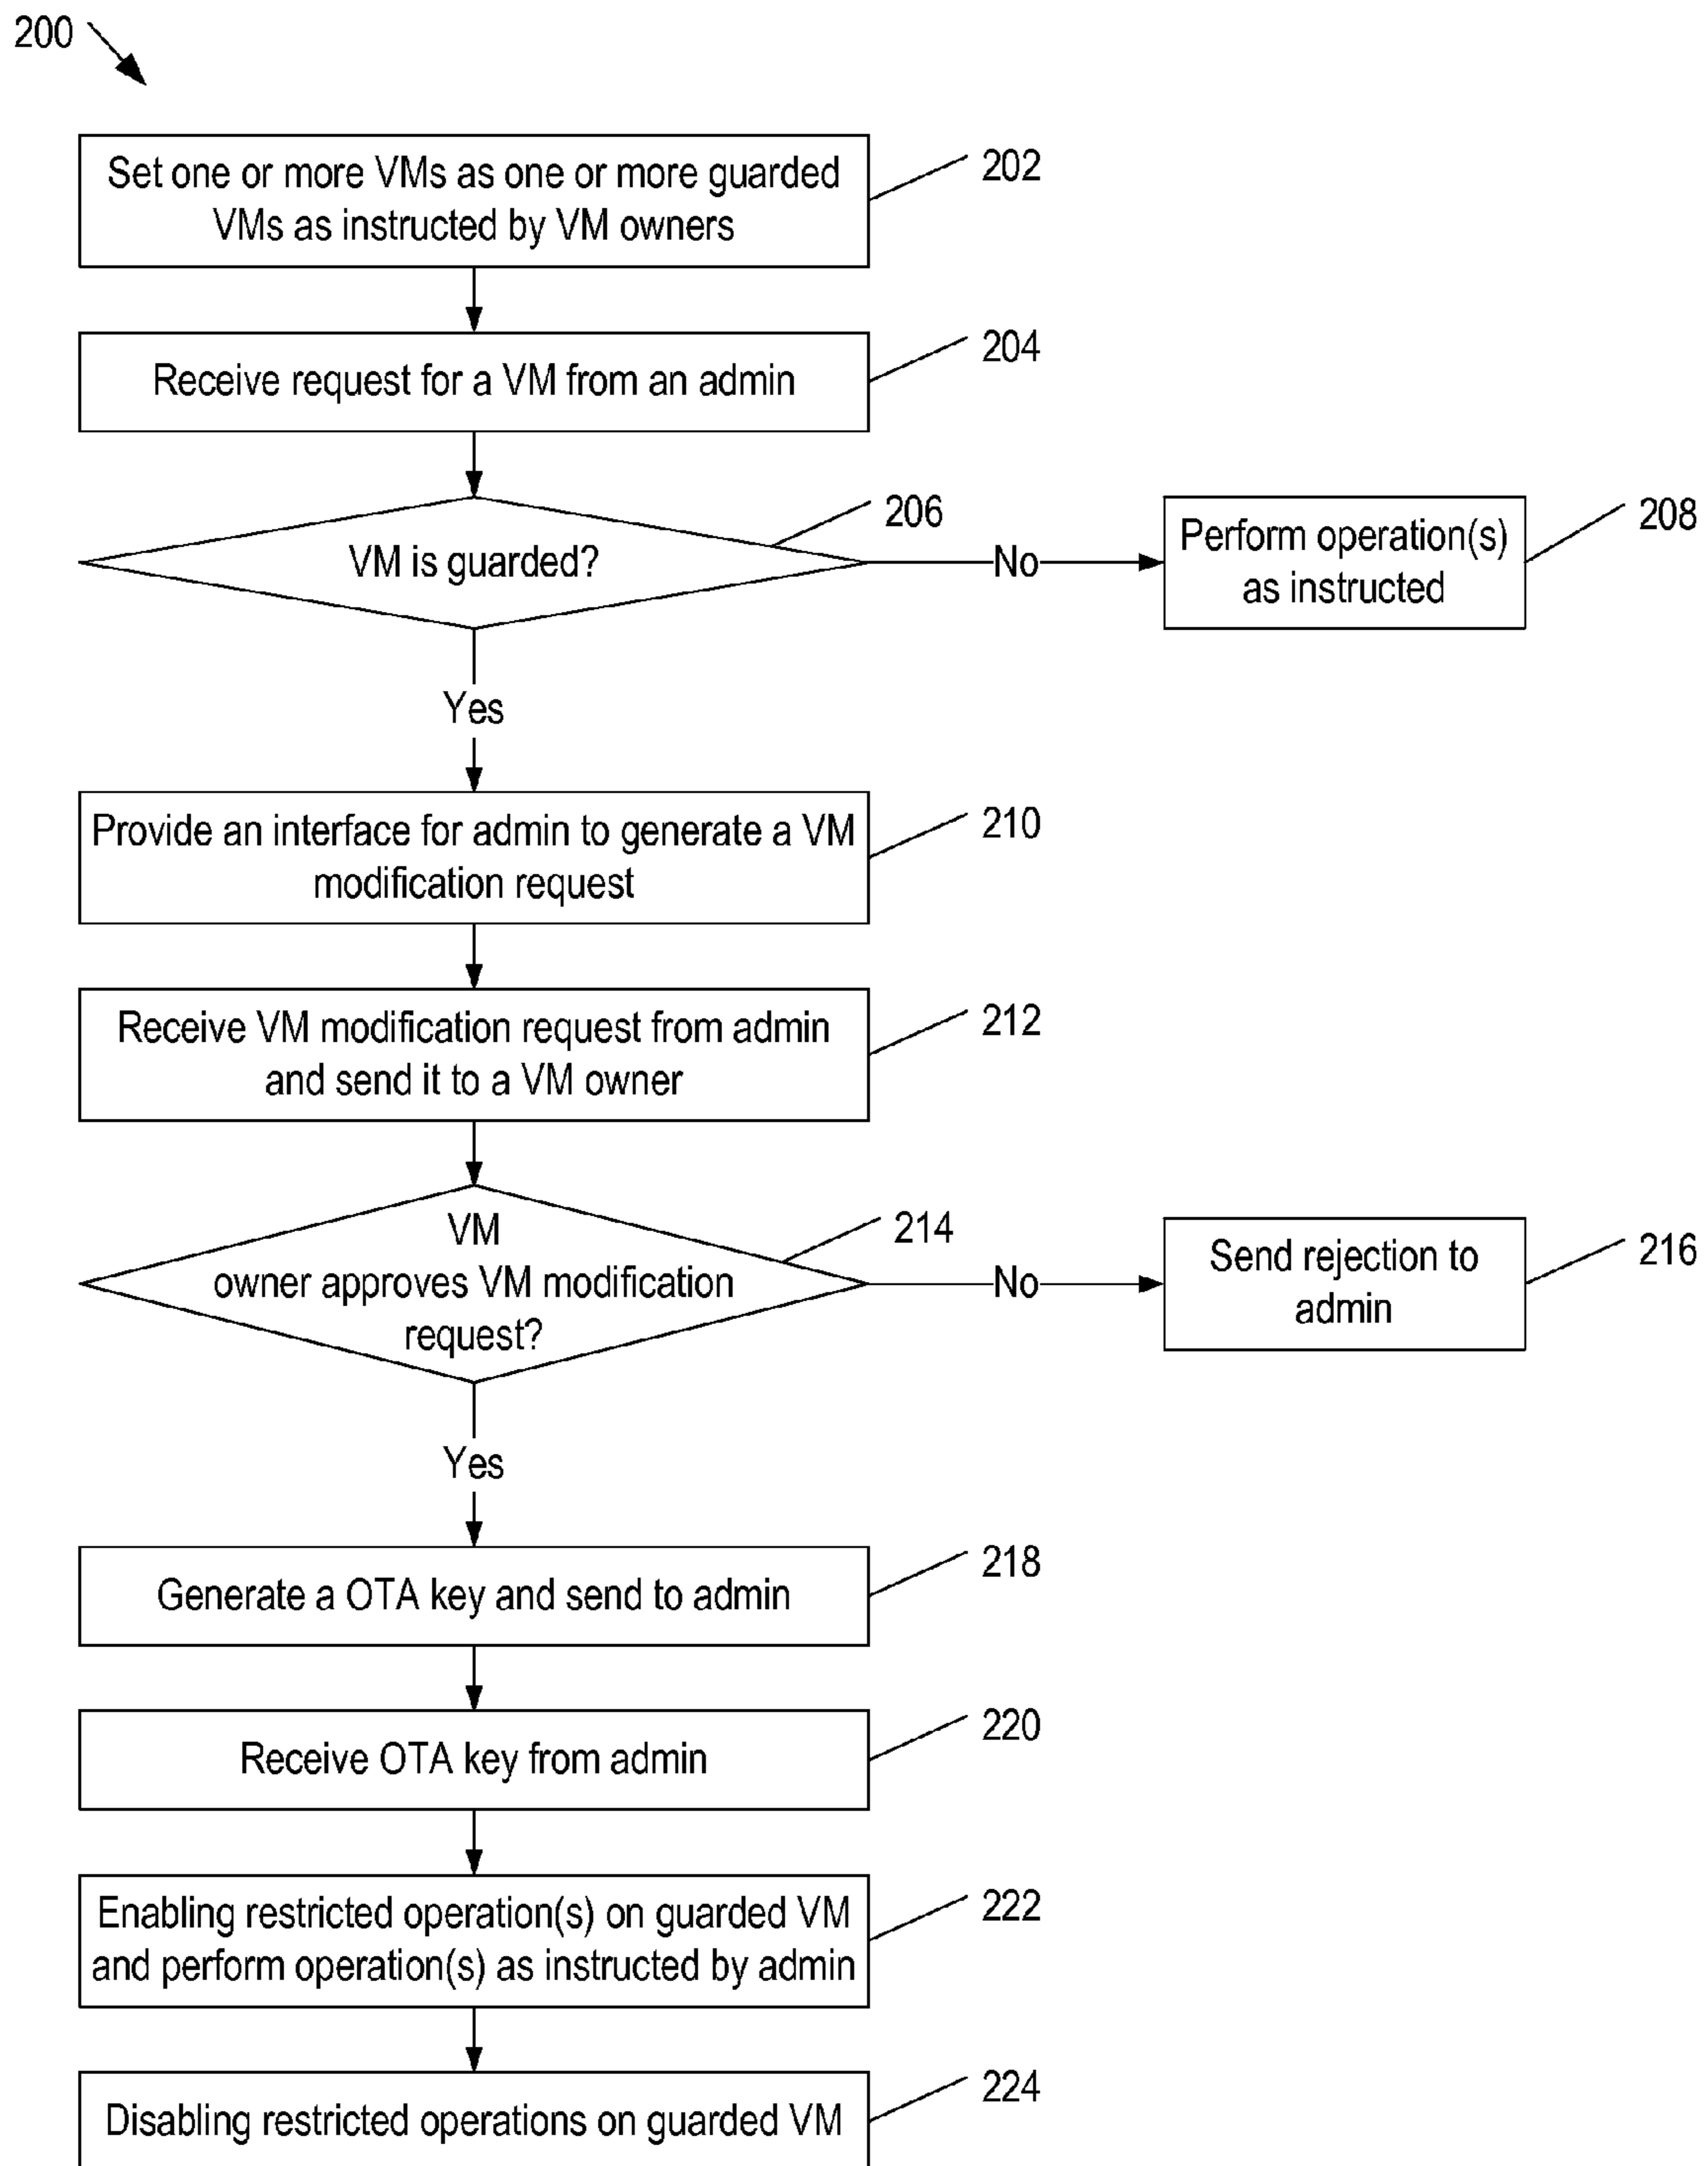 200
Set one or more VMs as one or more guarded
VMs as instructed by VM owners
202
Receive request for a VM from an admin
204
VM is guarded?
206
No
Perform operation(s)
as instructed
208
Yes
Provide an interface for admin to generate a VM
modification request
210
Receive VM modification request from admin
and send it to a VM owner
212
VM
owner approves VM modification
request?
214
No
Send rejection to
admin
216
Yes
Generate a OTA key and send to admin
218
Receive OTA key from admin
220
Enabling restricted operation(s) on guarded VM
and perform operation(s) as instructed by admin
222
Disabling restricted operations on guarded VM
224